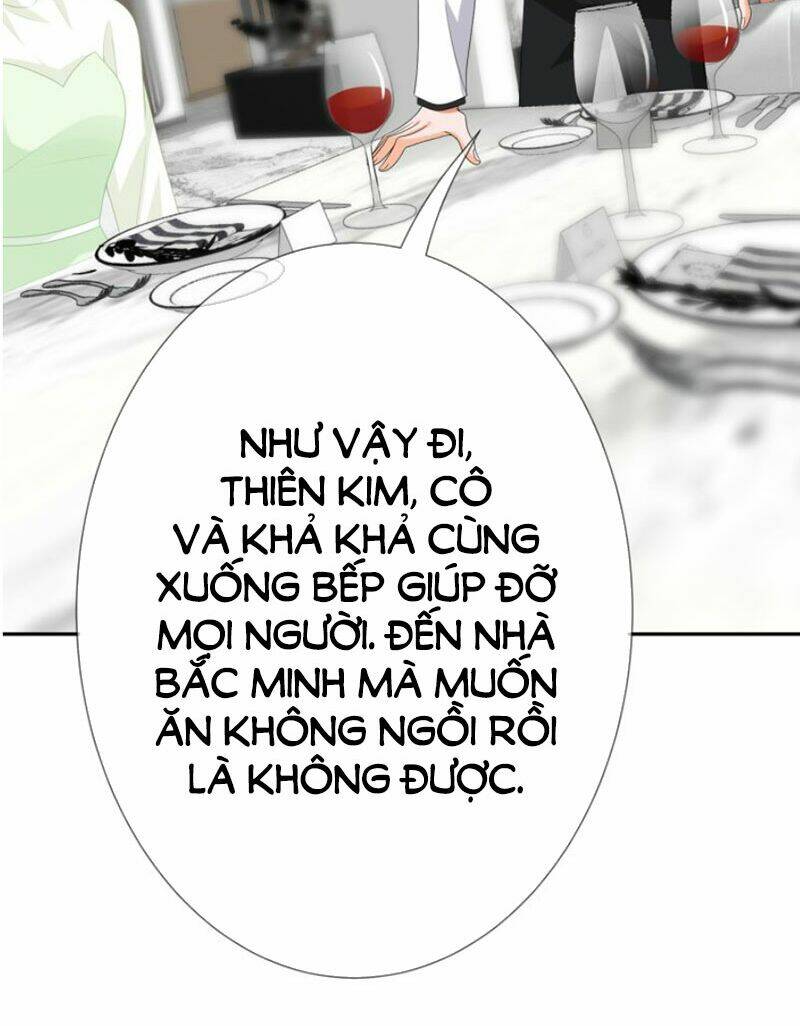 NHƯ VẬY ĐI,
THIÊN KIM, CÔ
VÀ KHẢ KHẢ CÙNG
XUỐNG BẾP GIÚP ĐỠ
MỌI NGƯỜI. ĐẾN NHÀ
BẮC MINH MÀ MUỐN
ĂN KHÔNG NGỒI RỒI
LÀ KHÔNG ĐƯỢC.